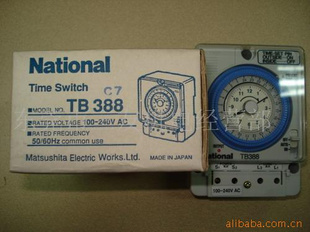 National
Time Switch
C7
MODEL NO. TB 388
RATED VOLTAGE 100-240V AC
RATED FREQUENCY
50/60Hz common use
Matsushita Electric Works.Ltd.
MADE IN JAPAN
National
TB388
100-240V AC
alibaba.com.cn